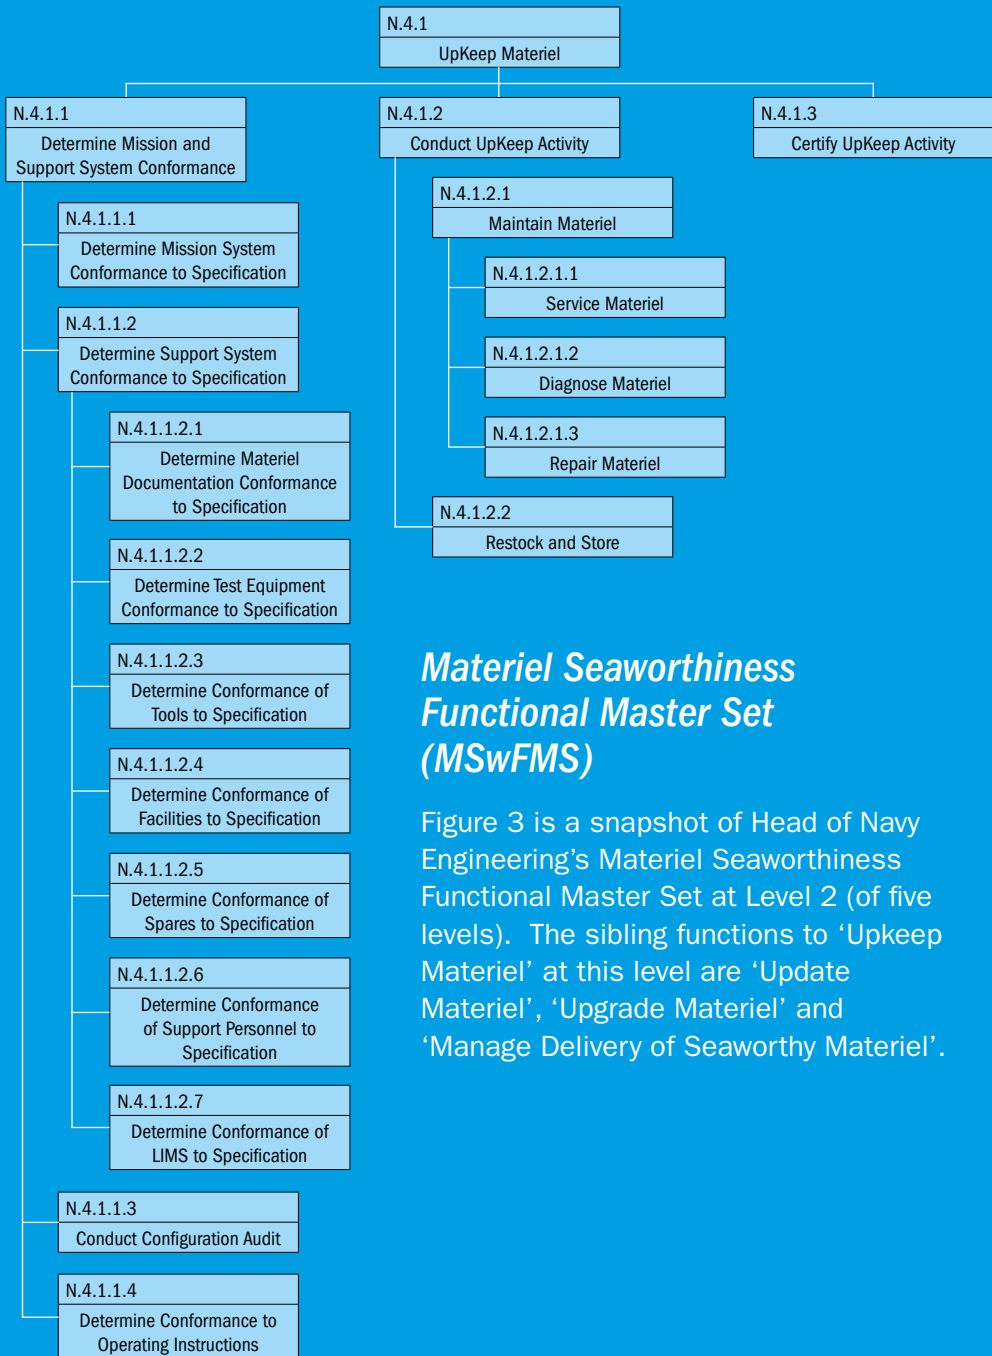 N.4.1
UpKeep Materiel
N.4.1.1
Determine Mission and
Support System Conformance
N.4.1.1.1
Determine Mission System
Conformance to Specification
N.4.1.1.2
Determine Support System
Conformance to Specification
N.4.1.1.2.1
Determine Materiel
Documentation Conformance
to Specification
N.4.1.1.2.2
Determine Test Equipment
Conformance to Specification
N.4.1.1.2.3
Determine Conformance of
Tools to Specification
N.4.1.1.2.4
Determine Conformance of
Facilities to Specification
N.4.1.1.2.5
Determine Conformance of
Spares to Specification
N.4.1.1.2.6
Determine Conformance
of Support Personnel to
Specification
N.4.1.1.2.7
Determine Conformance of
LIMS to Specification
N.4.1.1.3
Conduct Configuration Audit
N.4.1.1.4
Determine Conformance to
Operating Instructions
N.4.1.2
Conduct UpKeep Activity
N.4.1.2.1
Maintain Materiel
N.4.1.2.1.1
Service Materiel
N.4.1.2.1.2
Diagnose Materiel
N.4.1.2.1.3
Repair Materiel
N.4.1.2.2
Restock and Store
N.4.1.3
Certify UpKeep Activity
Materiel Seaworthiness
Functional Master Set
(MSwFMS)
Figure 3 is a snapshot of Head of Navy
Engineering’s Materiel Seaworthiness
Functional Master Set at Level 2 (of five
levels).  The sibling functions to ‘Upkeep
Materiel’ at this level are ‘Update
Materiel’, ‘Upgrade Materiel’ and
‘Manage Delivery of Seaworthy Materiel’.